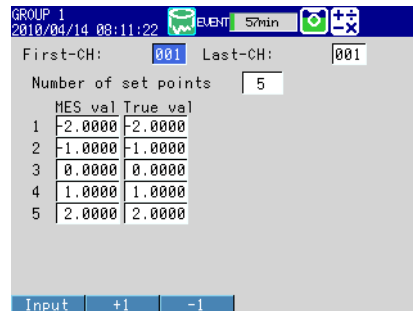 GROUP 1
2010/04/14 08:11:22 EVENT 57min
First-CH: 001 Last-CH: 001
Number of set points 5
MES val True val
1 -2.0000 -2.0000
2 -1.0000 -1.0000
3 0.0000 0.0000
4 1.0000 1.0000
5 2.0000 2.0000
Input +1 -1